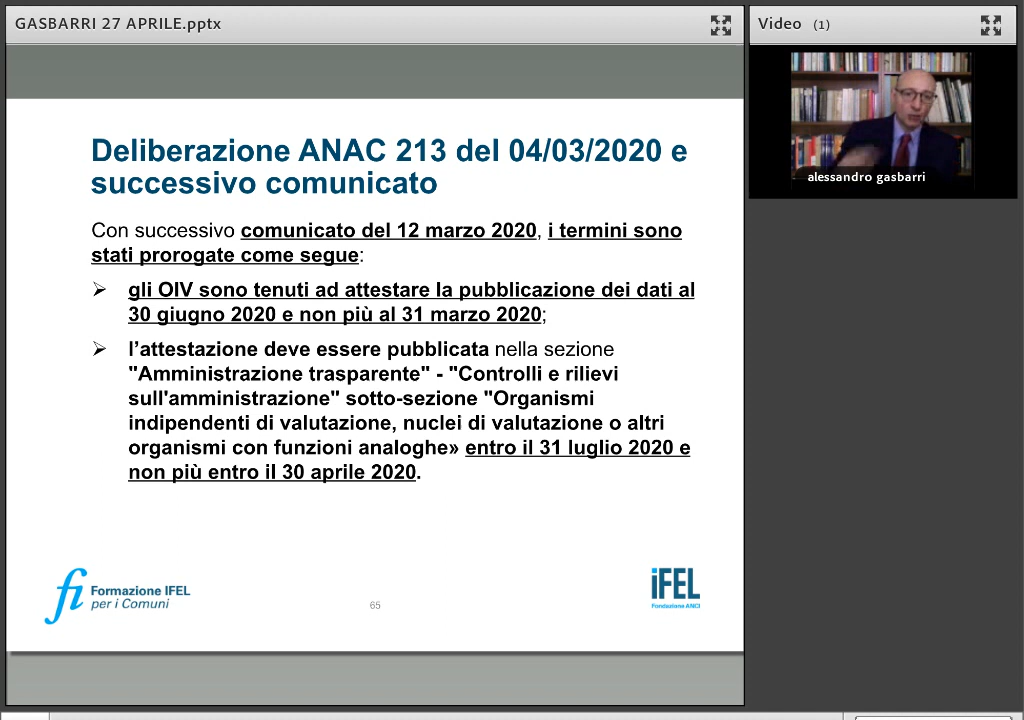 GASBARRI 27 APRILE.pptx
Video (1)
alessandro gasbarri
Deliberazione ANAC 213 del 04/03/2020 e
successivo comunicato
Con successivo comunicato del 12 marzo 2020, i termini sono
stati prorogate come segue:
➢ gli OIV sono tenuti ad attestare la pubblicazione dei dati al
30 giugno 2020 e non più al 31 marzo 2020;
➢ l’attestazione deve essere pubblicata nella sezione
"Amministrazione trasparente" - "Controlli e rilievi
sull'amministrazione" sotto-sezione "Organismi
indipendenti di valutazione, nuclei di valutazione o altri
organismi con funzioni analoghe» entro il 31 luglio 2020 e
non più entro il 30 aprile 2020.
fi Formazione IFEL
per i Comuni
65
iFEL
Fondazione ANCI